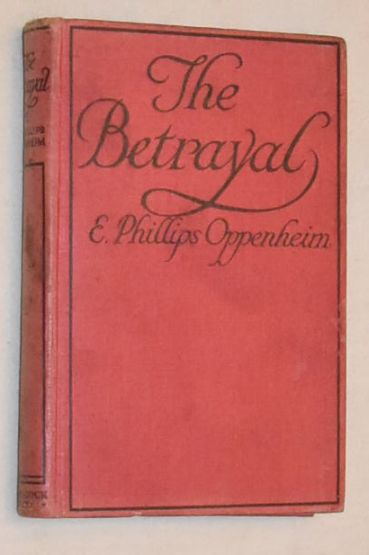 The
Betrayal
E. Phillips Oppenheim